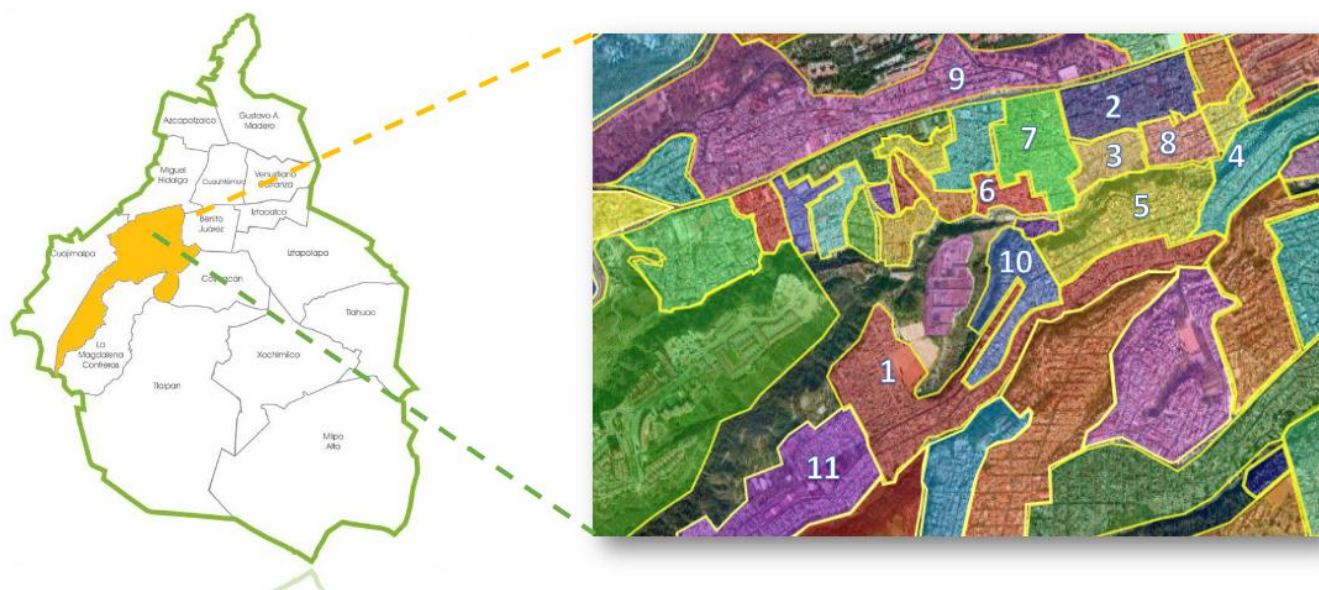 Azcapotzalco
Gustavo A.
Madero
Miguel
Hidalgo
Cuauhtémoc
Venustiano
Carranza
Iztacalco
Benito
Juárez
Cuajimalpa
Iztapalapa
Coyoacán
Tlahuac
La
Magdalena
Contreras
Xochimilco
Tlalpan
Milpa
Alta
9
2
7
3
8
4
6
5
10
1
11